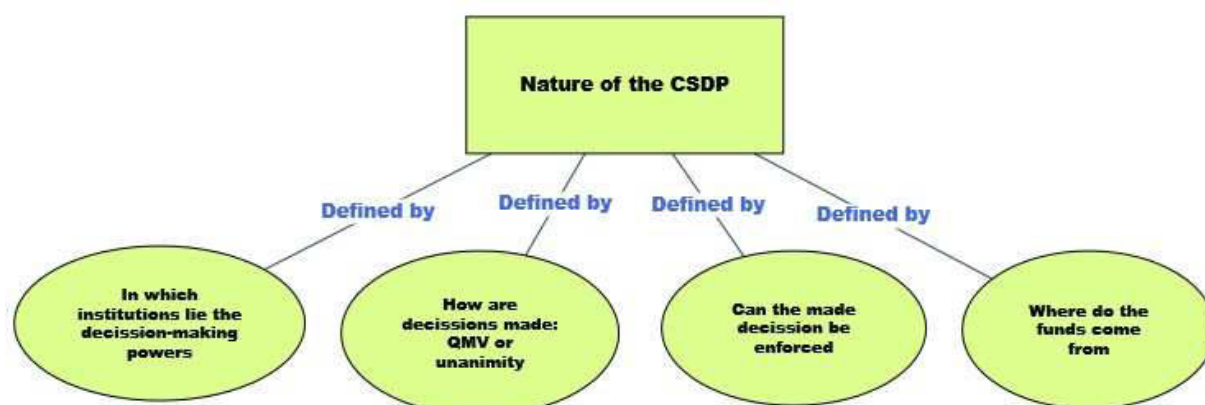 Nature of the CSDP
Defined by
Defined by
Defined by
Defined by
In which
institutions lie the
decission-making
powers
How are
decissions made:
QMV or
unanimity
Can the made
decission be
enforced
Where do the
funds come
from